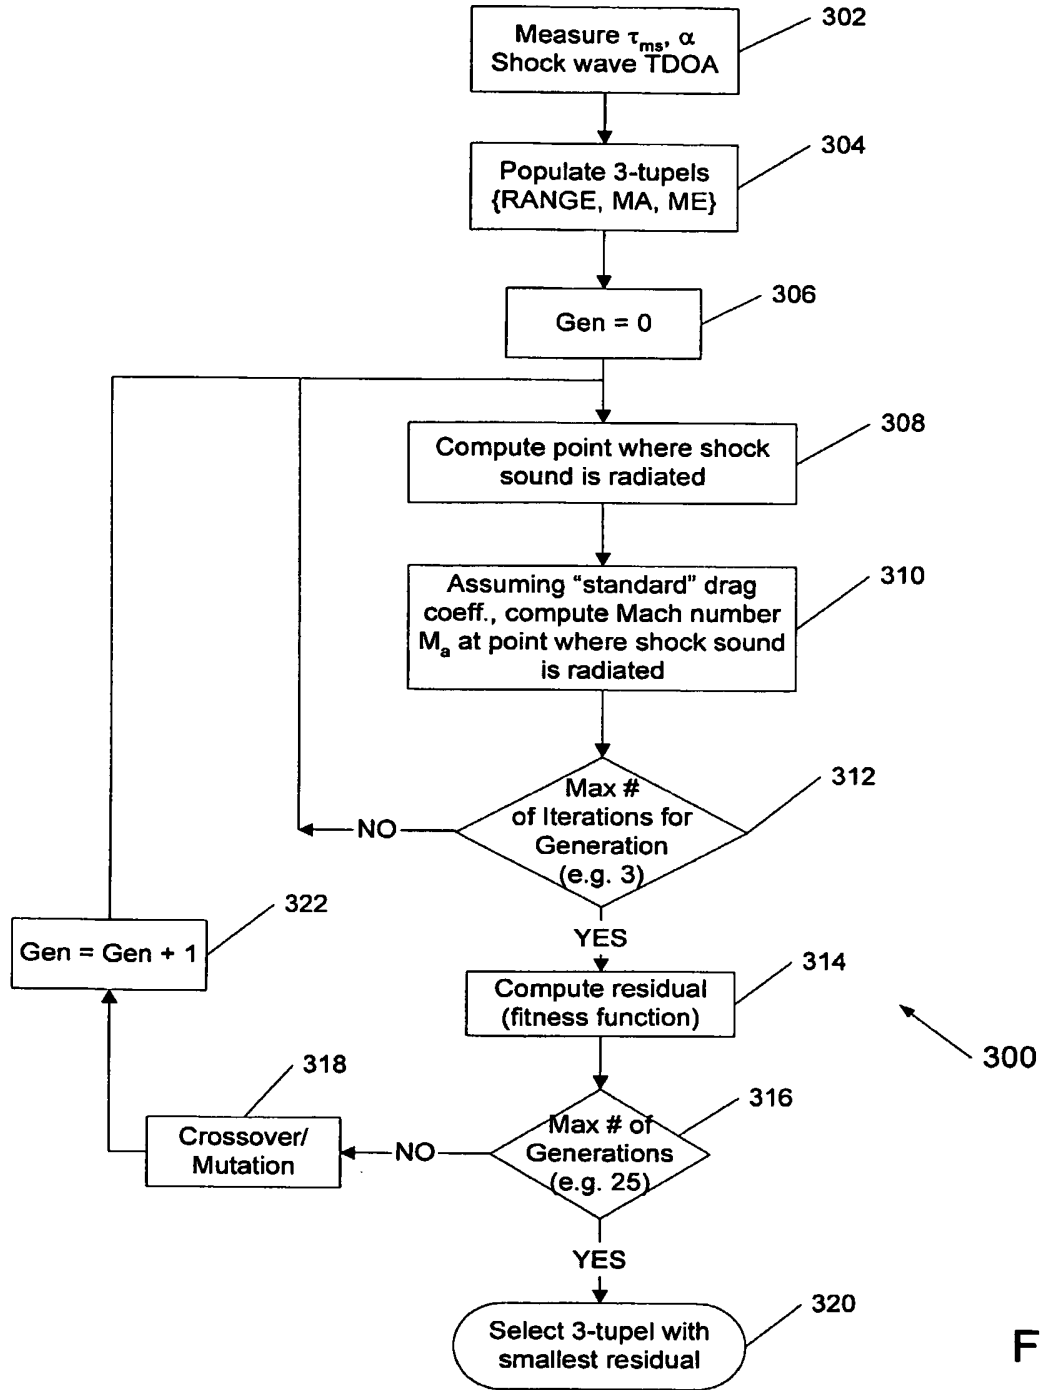 Measure τms, α
Shock wave TDOA
302
Populate 3-tupels
{RANGE, MA, ME}
304
Gen = 0
306
Compute point where shock
sound is radiated
308
Assuming "standard" drag
coeff., compute Mach number
Ma at point where shock sound
is radiated
310
Max #
of Iterations for
Generation
(e.g. 3)
312
NO
YES
Gen = Gen + 1
322
Compute residual
(fitness function)
314
300
Crossover/
Mutation
318
NO
Max # of
Generations
(e.g. 25)
316
YES
Select 3-tupel with
smallest residual
320
F